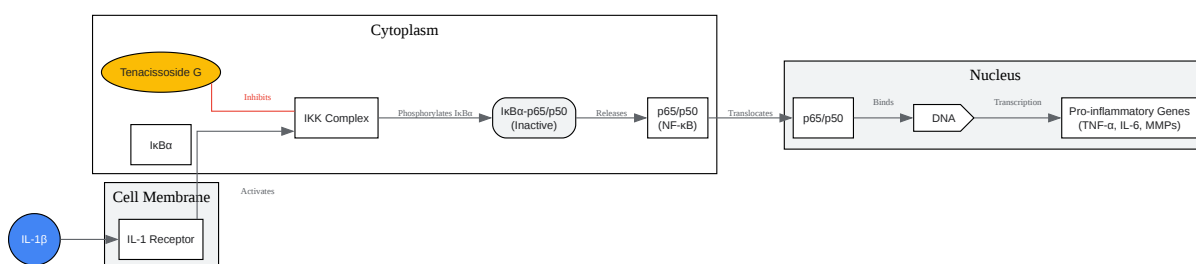 Cytoplasm
Tenacissoside G
Inhibits
IKK Complex
Phosphorylates IκBα
IκBα-p65/p50
(Inactive)
Releases
p65/p50
(NF-κB)
Translocates
IκBα
Nucleus
p65/p50
Binds
DNA
Transcription
Pro-inflammatory Genes
(TNF-α, IL-6, MMPs)
Activates
Cell Membrane
IL-1β
IL-1 Receptor